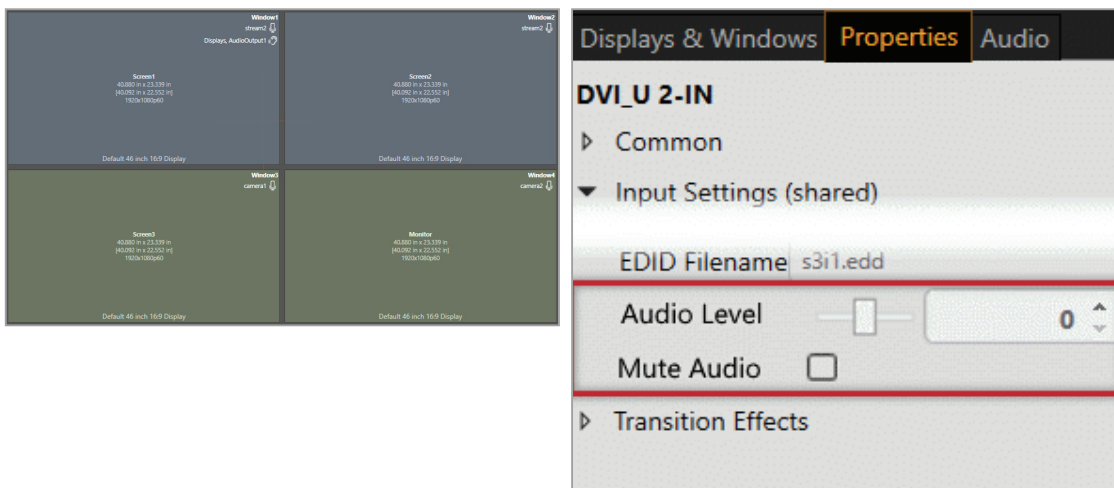 Window1
stream2
Displays, AudioOutput1
Screen1
40.880 in x 23.339 in
[40.092 in x 22.552 in]
1920x1080p60
Default 46 inch 16:9 Display
Window2
stream2
Screen2
40.880 in x 23.339 in
[40.092 in x 22.552 in]
1920x1080p60
Default 46 inch 16:9 Display
Window3
camera1
Screen3
40.880 in x 23.339 in
[40.092 in x 22.552 in]
1920x1080p60
Default 46 inch 16:9 Display
Window4
camera2
Monitor
40.880 in x 23.339 in
[40.092 in x 22.552 in]
1920x1080p60
Default 46 inch 16:9 Display
Displays & Windows Properties Audio
DVI_U 2-IN
Common
Input Settings (shared)
EDID Filename s3i1.edd
Audio Level 0
Mute Audio
Transition Effects